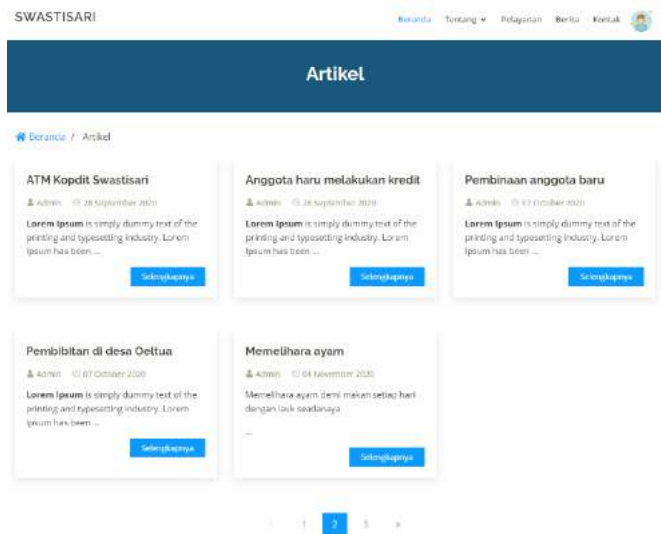 SWASTISARI
Beranda Tentang Pelayanan Berita Kontak
Artikel
Beranda / Artikel
ATM Kopdit Swastisari
Admin 28 September 2020
Lorem Ipsum is simply dummy text of the
printing and typesetting industry. Lorem
Ipsum has been ...
Selengkapnya
Anggota haru melakukan kredit
Admin 28 September 2020
Lorem Ipsum is simply dummy text of the
printing and typesetting industry. Lorem
Ipsum has been ...
Selengkapnya
Pembinaan anggota baru
Admin 07 October 2020
Lorem Ipsum is simply dummy text of the
printing and typesetting industry. Lorem
Ipsum has been ...
Selengkapnya
Pembibitan di desa Oeltua
Admin 07 October 2020
Lorem Ipsum is simply dummy text of the
printing and typesetting industry. Lorem
Ipsum has been ...
Selengkapnya
Memelihara ayam
Admin 04 November 2020
Memelihara ayam demi makan setiap hari
dengan lauk seadanaya
...
Selengkapnya
1 2 3 »